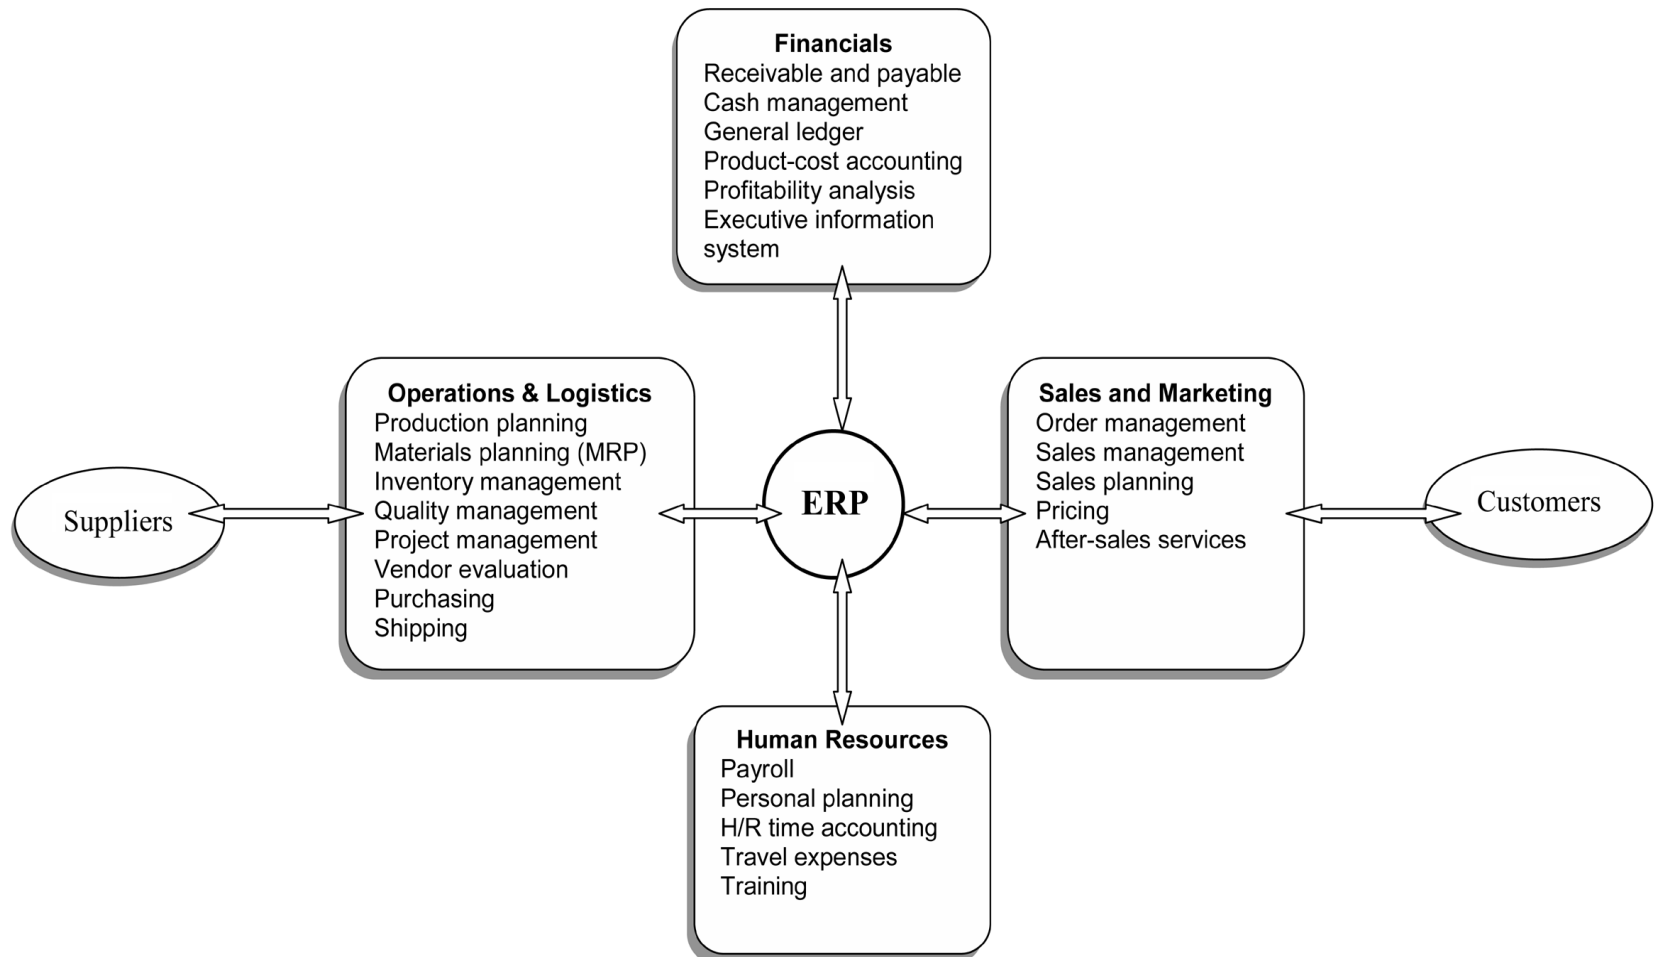 Financials
Receivable and payable
Cash management
General ledger
Product-cost accounting
Profitability analysis
Executive information
system
Suppliers
Operations & Logistics
Production planning
Materials planning (MRP)
Inventory management
Quality management
Project management
Vendor evaluation
Purchasing
Shipping
ERP
Sales and Marketing
Order management
Sales management
Sales planning
Pricing
After-sales services
Customers
Human Resources
Payroll
Personal planning
H/R time accounting
Travel expenses
Training